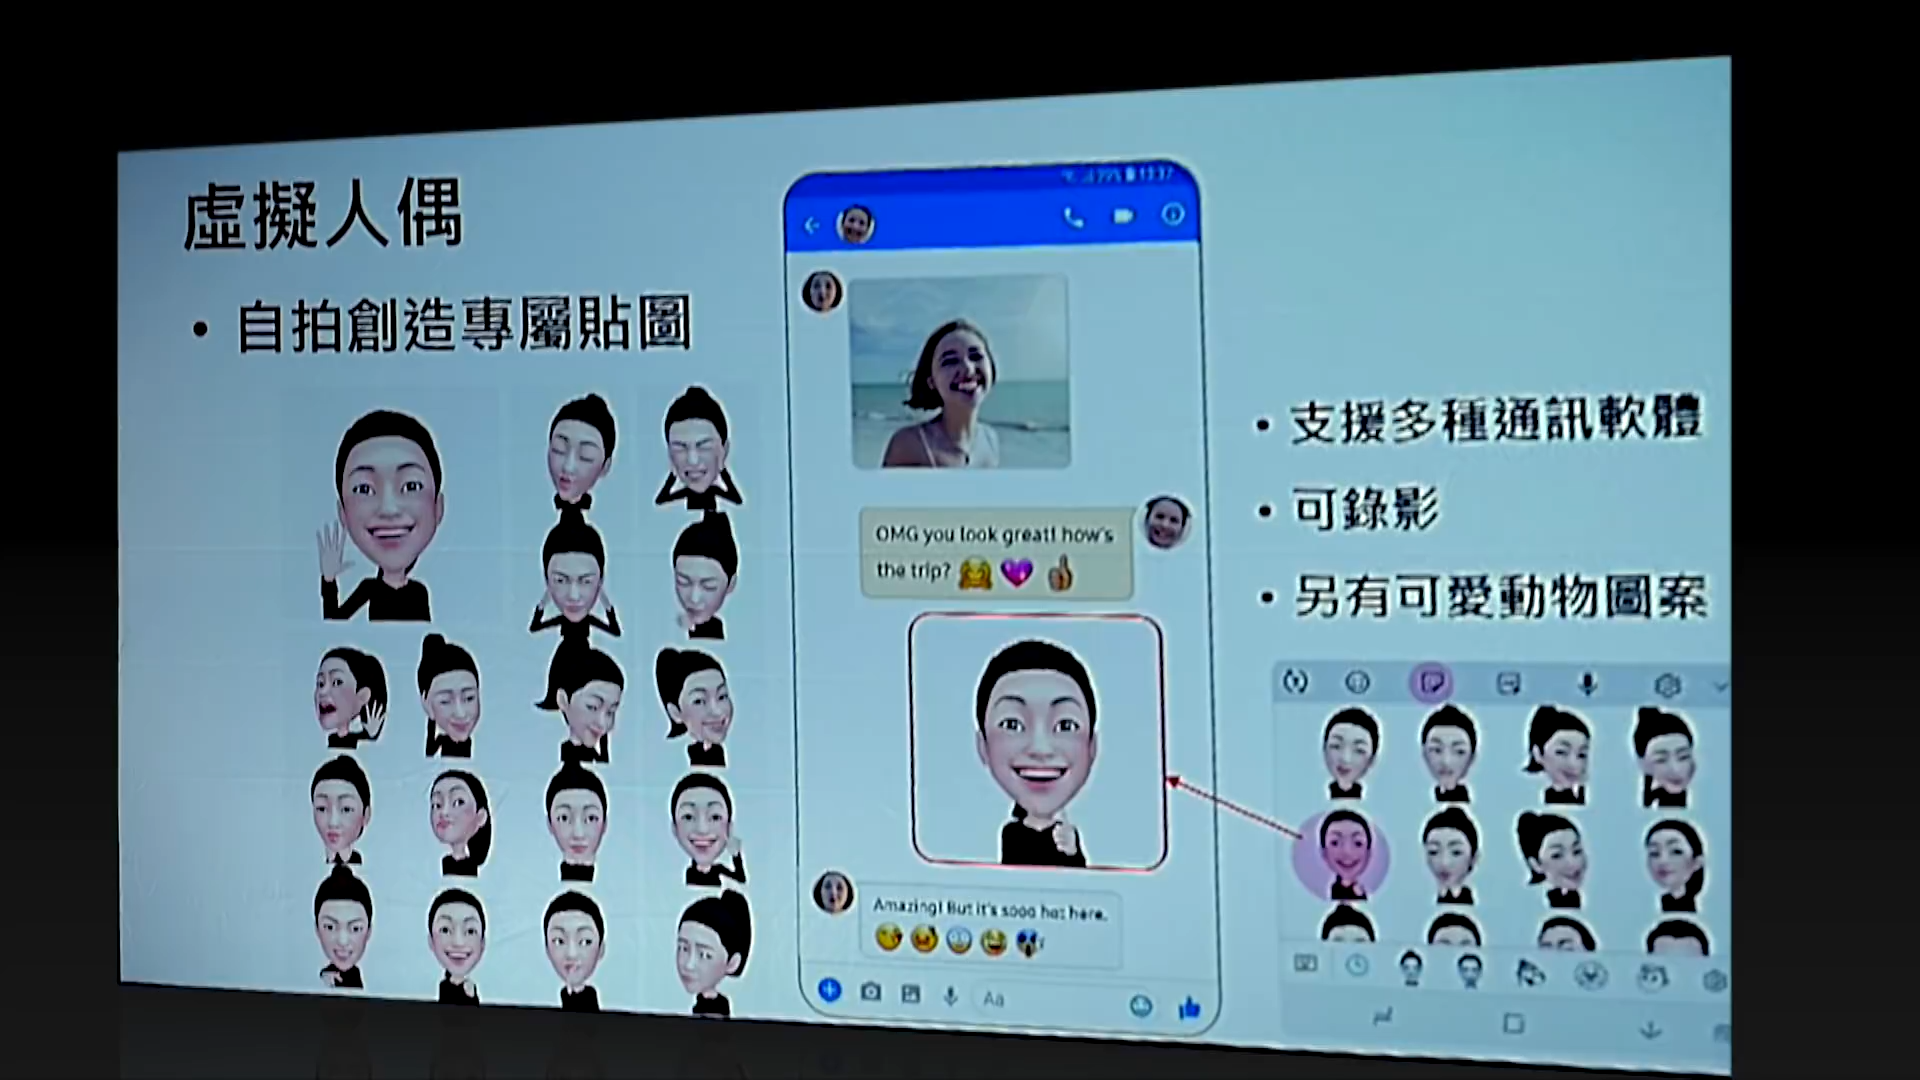 虛擬人偶
• 自拍創造專屬貼圖
OMG you look great! how's
the trip?
Amazing! But it's sooo hot here.
Aa
• 支援多種通訊軟體
• 可錄影
• 另有可愛動物圖案